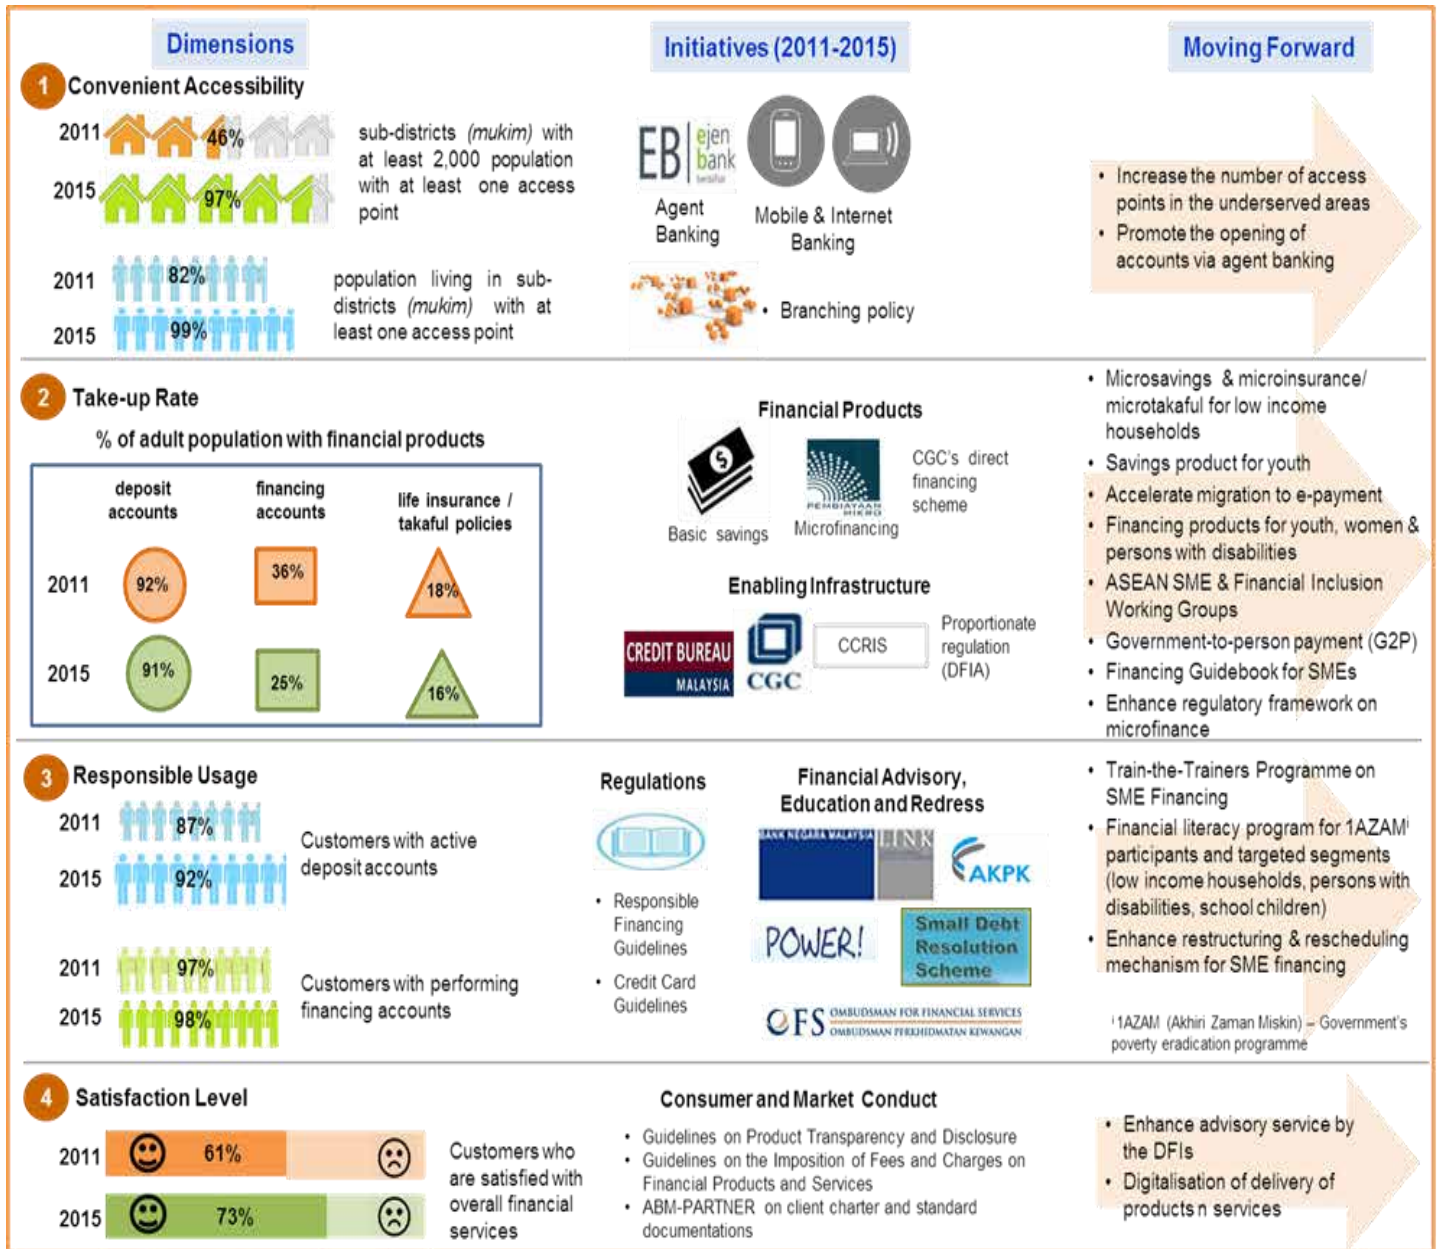 Dimensions
Initiatives (2011-2015)
Moving Forward
1 Convenient Accessibility
2011
46%
2015
97%
sub-districts (mukim) with
at least 2,000 population
with at least one access
point
2011
82%
2015
99%
population living in sub-
districts (mukim) with at
least one access point
EB ejen
bank
Agent
Banking
Mobile & Internet
Banking
• Branching policy
• Increase the number of access
points in the underserved areas
• Promote the opening of
accounts via agent banking
2 Take-up Rate
% of adult population with financial products
deposit
accounts
financing
accounts
life insurance /
takaful policies
2011
92%
36%
18%
2015
91%
25%
16%
Financial Products
Basic savings
PEMBIAYAAN
MIKRO
Microfinancing
CGC's direct
financing
scheme
Enabling Infrastructure
CREDIT BUREAU
MALAYSIA
CGC
CCRIS
Proportionate
regulation
(DFIA)
• Microsavings & microinsurance/
microtakaful for low income
households
• Savings product for youth
• Accelerate migration to e-payment
• Financing products for youth, women &
persons with disabilities
• ASEAN SME & Financial Inclusion
Working Groups
• Government-to-person payment (G2P)
• Financing Guidebook for SMEs
• Enhance regulatory framework on
microfinance
3 Responsible Usage
2011
87%
2015
92%
Customers with active
deposit accounts
2011
97%
2015
98%
Customers with performing
financing accounts
Regulations
• Responsible
Financing
Guidelines
• Credit Card
Guidelines
Financial Advisory,
Education and Redress
BANK NEGARA MALAYSIA
LINK
AKPK
POWER!
Small Debt
Resolution
Scheme
OFS OMBUDSMAN FOR FINANCIAL SERVICES
OMBUDSMAN PERKHIDMATAN KEWANGAN
• Train-the-Trainers Programme on
SME Financing
• Financial literacy program for 1AZAMⁱ
participants and targeted segments
(low income households, persons with
disabilities, school children)
• Enhance restructuring & rescheduling
mechanism for SME financing
ⁱ 1AZAM (Akhiri Zaman Miskin) – Government's
poverty eradication programme
4 Satisfaction Level
2011
61%
2015
73%
Customers who
are satisfied with
overall financial
services
Consumer and Market Conduct
• Guidelines on Product Transparency and Disclosure
• Guidelines on the Imposition of Fees and Charges on
Financial Products and Services
• ABM-PARTNER on client charter and standard
documentations
• Enhance advisory service by
the DFIs
• Digitalisation of delivery of
products n services